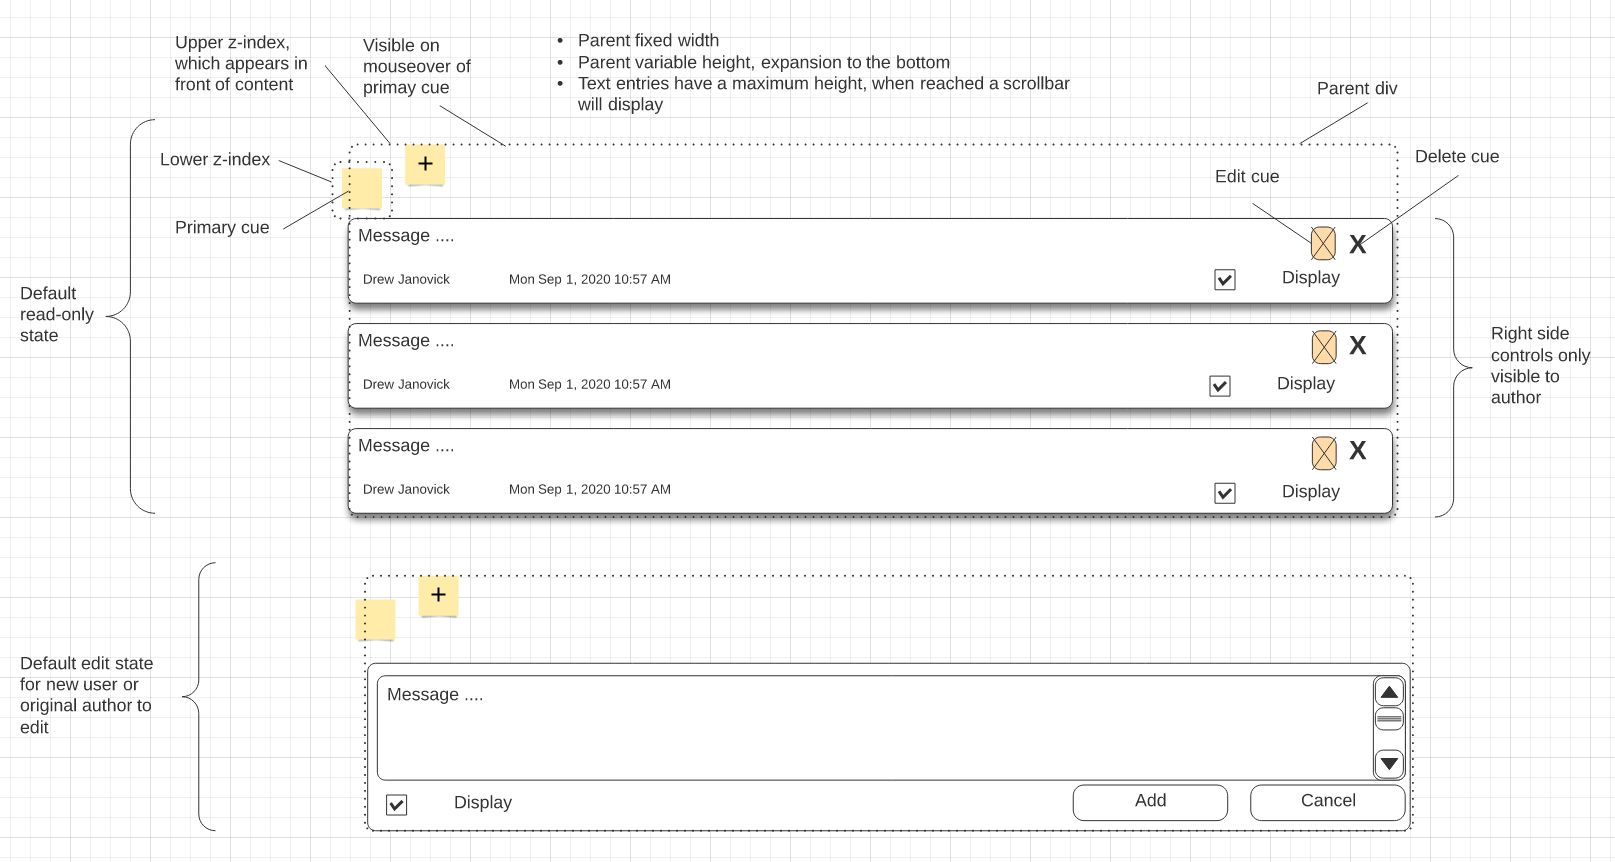 Upper z-index,
which appears in
front of content
Visible on
mouseover of
primay cue
• Parent fixed width
• Parent variable height, expansion to the bottom
• Text entries have a maximum height, when reached a scrollbar
will display
Parent div
Lower z-index
+
Delete cue
Edit cue
Primary cue
Message ....
X
Drew Janovick
Mon Sep 1, 2020 10:57 AM
Display
Default
read-only
state
Message ....
X
Drew Janovick
Mon Sep 1, 2020 10:57 AM
Display
Right side
controls only
visible to
author
Message ....
X
Drew Janovick
Mon Sep 1, 2020 10:57 AM
Display
+
Default edit state
for new user or
original author to
edit
Message ....
Display
Add
Cancel